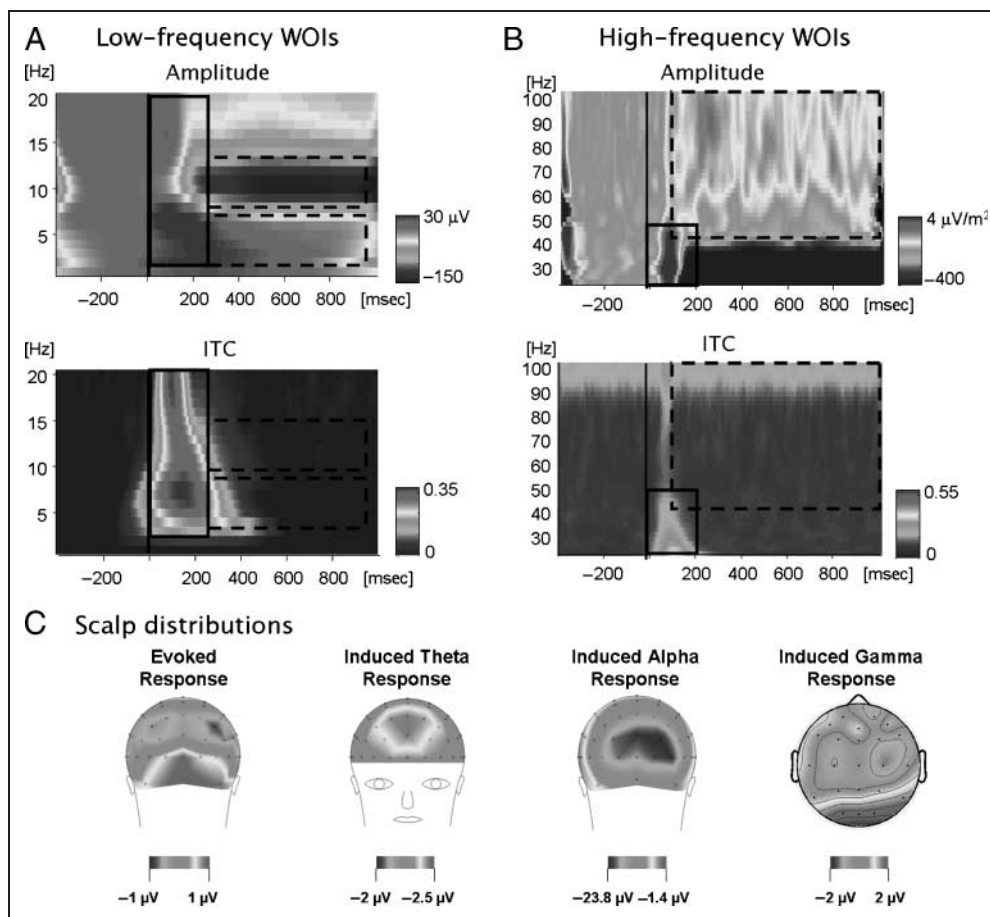 A Low-frequency WOIs
Amplitude
[Hz]
20
15
10
5
−200 200 400 600 800 [msec]
30 μV
−150
ITC
[Hz]
20
15
10
5
−200 200 400 600 800 [msec]
0.35
0
B High-frequency WOIs
Amplitude
[Hz]
100
90
80
70
60
50
40
30
−200 200 400 600 800 [msec]
4 μV/m²
−400
ITC
[Hz]
100
90
80
70
60
50
40
30
−200 200 400 600 800 [msec]
0.55
0
C Scalp distributions
Evoked
Response
−1 μV 1 μV
Induced Theta
Response
−2 μV −2.5 μV
Induced Alpha
Response
−23.8 μV −1.4 μV
Induced Gamma
Response
−2 μV 2 μV